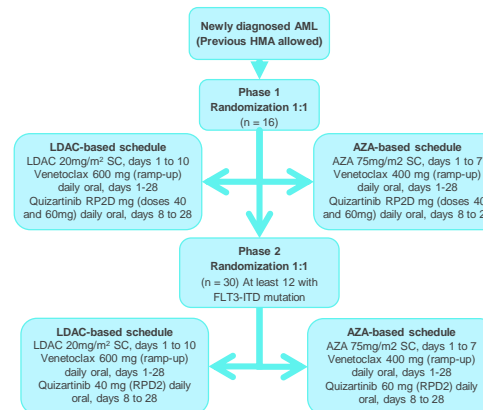 Newly diagnosed AML
(Previous HMA allowed)
Phase 1
Randomization 1:1
(n = 16)
LDAC-based schedule
LDAC 20mg/m² SC, days 1 to 10
Venetoclax 600 mg (ramp-up)
daily oral, days 1-28
Quizartinib RP2D mg (doses 40
and 60mg) daily oral, days 8 to 28
AZA-based schedule
AZA 75mg/m2 SC, days 1 to 7
Venetoclax 400 mg (ramp-up)
daily oral, days 1-28
Quizartinib RP2D mg (doses 40
and 60mg) daily oral, days 8 to 2
Phase 2
Randomization 1:1
(n = 30) At least 12 with
FLT3-ITD mutation
LDAC-based schedule
LDAC 20mg/m² SC, days 1 to 10
Venetoclax 600 mg (ramp-up)
daily oral, days 1-28
Quizartinib 40 mg (RPD2) daily
oral, days 8 to 28
AZA-based schedule
AZA 75mg/m2 SC, days 1 to 7
Venetoclax 400 mg (ramp-up)
daily oral, days 1-28
Quizartinib 60 mg (RPD2) daily
oral, days 8 to 28